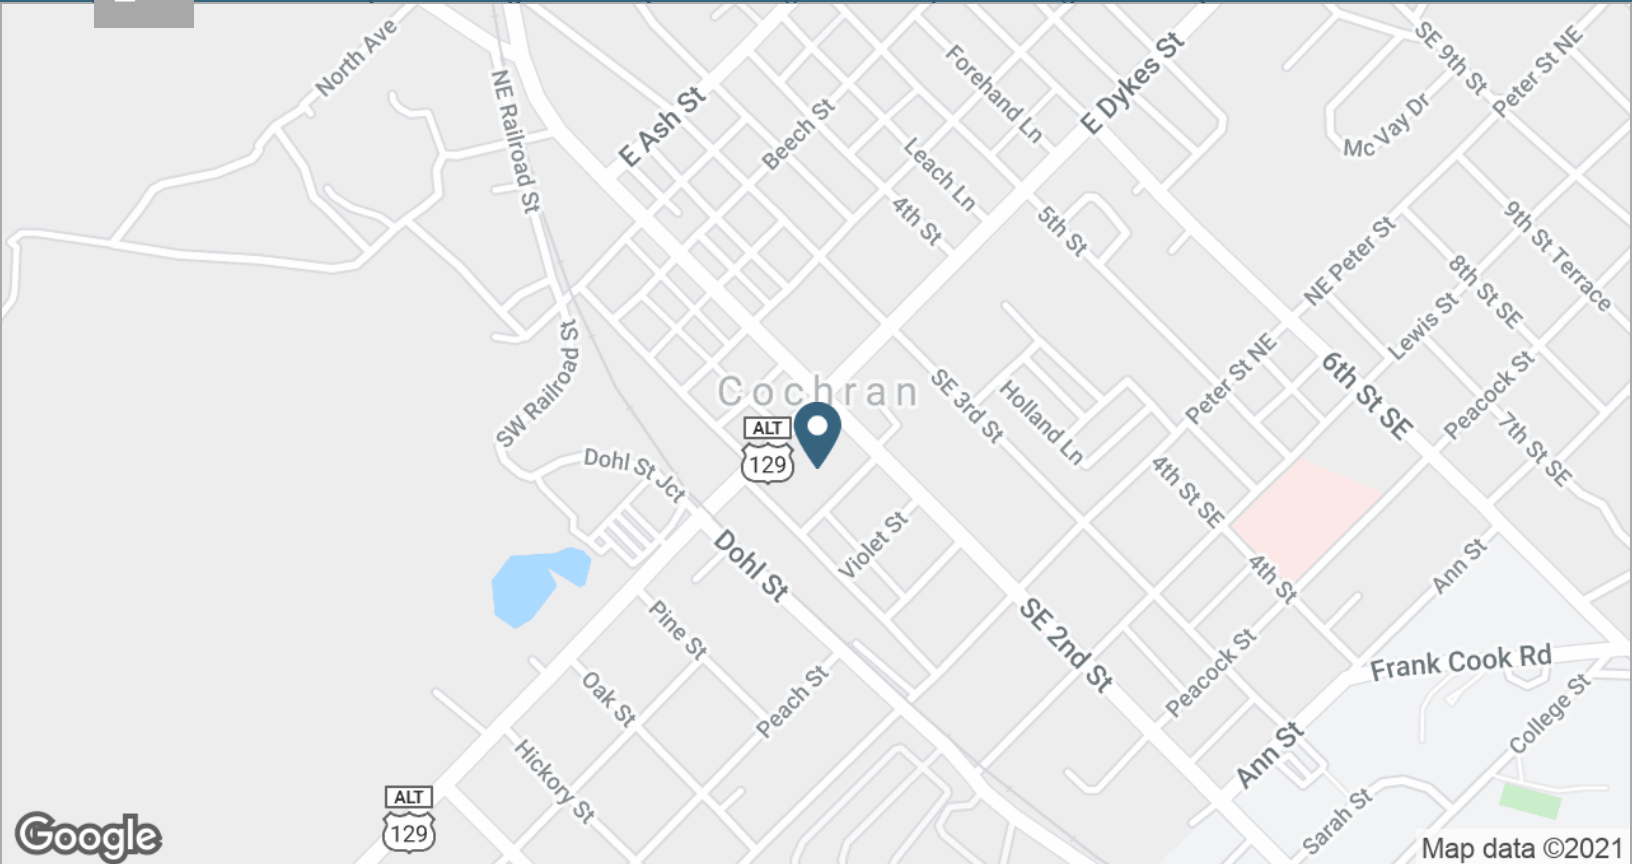 North Ave
NE Railroad St
E Ash St
Beech St
Forehand Ln
E Dykes St
SE 9th St
Peter St NE
Mc Vay Dr
Leach Ln
4th St
5th St
9th St Terrace
NE Peter St
8th St SE
Lewis St
SW Railroad St
Cochran
SE 3rd St
Holland Ln
Peter St NE
6th St SE
Peacock St
7th St SE
ALT
129
Dohl St Jct
4th St SE
Dohl St
Violet St
4th St
Ann St
Pine St
SE 2nd St
Peacock St
Frank Cook Rd
Oak St
Peach St
College St
Hickory St
Ann St
ALT
129
Sarah St
Google
Map data ©2021